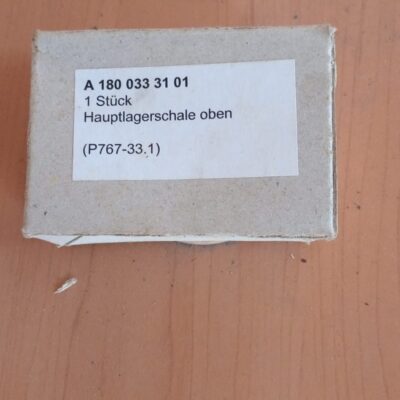 A 180 033 31 01
1 Stück
Hauptlagerschale oben
(P767-33.1)